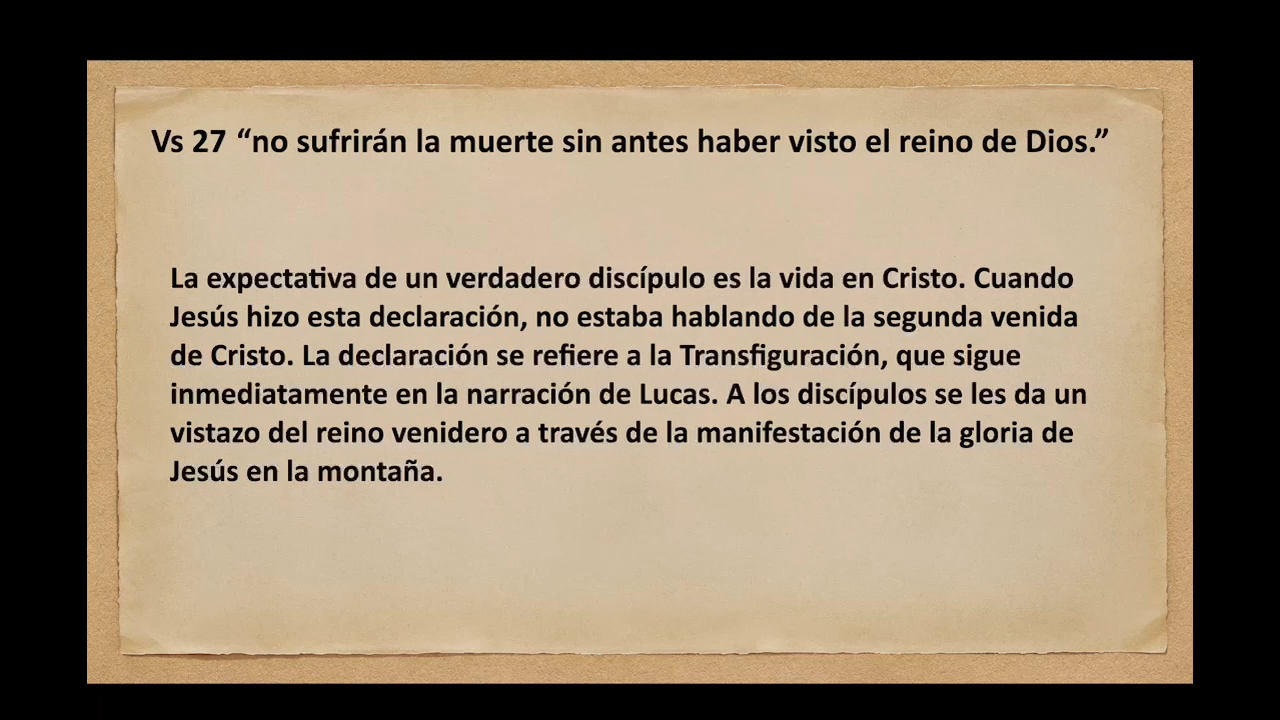 Vs 27 “no sufrirán la muerte sin antes haber visto el reino de Dios.”
La expectativa de un verdadero discípulo es la vida en Cristo. Cuando
Jesús hizo esta declaración, no estaba hablando de la segunda venida
de Cristo. La declaración se refiere a la Transfiguración, que sigue
inmediatamente en la narración de Lucas. A los discípulos se les da un
vistazo del reino venidero a través de la manifestación de la gloria de
Jesús en la montaña.